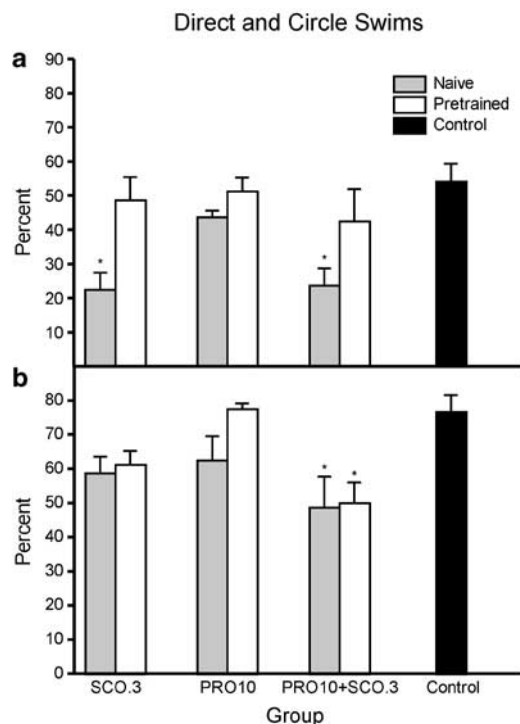 Direct and Circle Swims
a
90
80
70
60
50
40
30
20
10
Percent
Naive
Pretrained
Control
*
*
b
80
70
60
50
40
30
20
10
0
Percent
* *
SCO.3 PRO10 PRO10+SCO.3 Control
Group